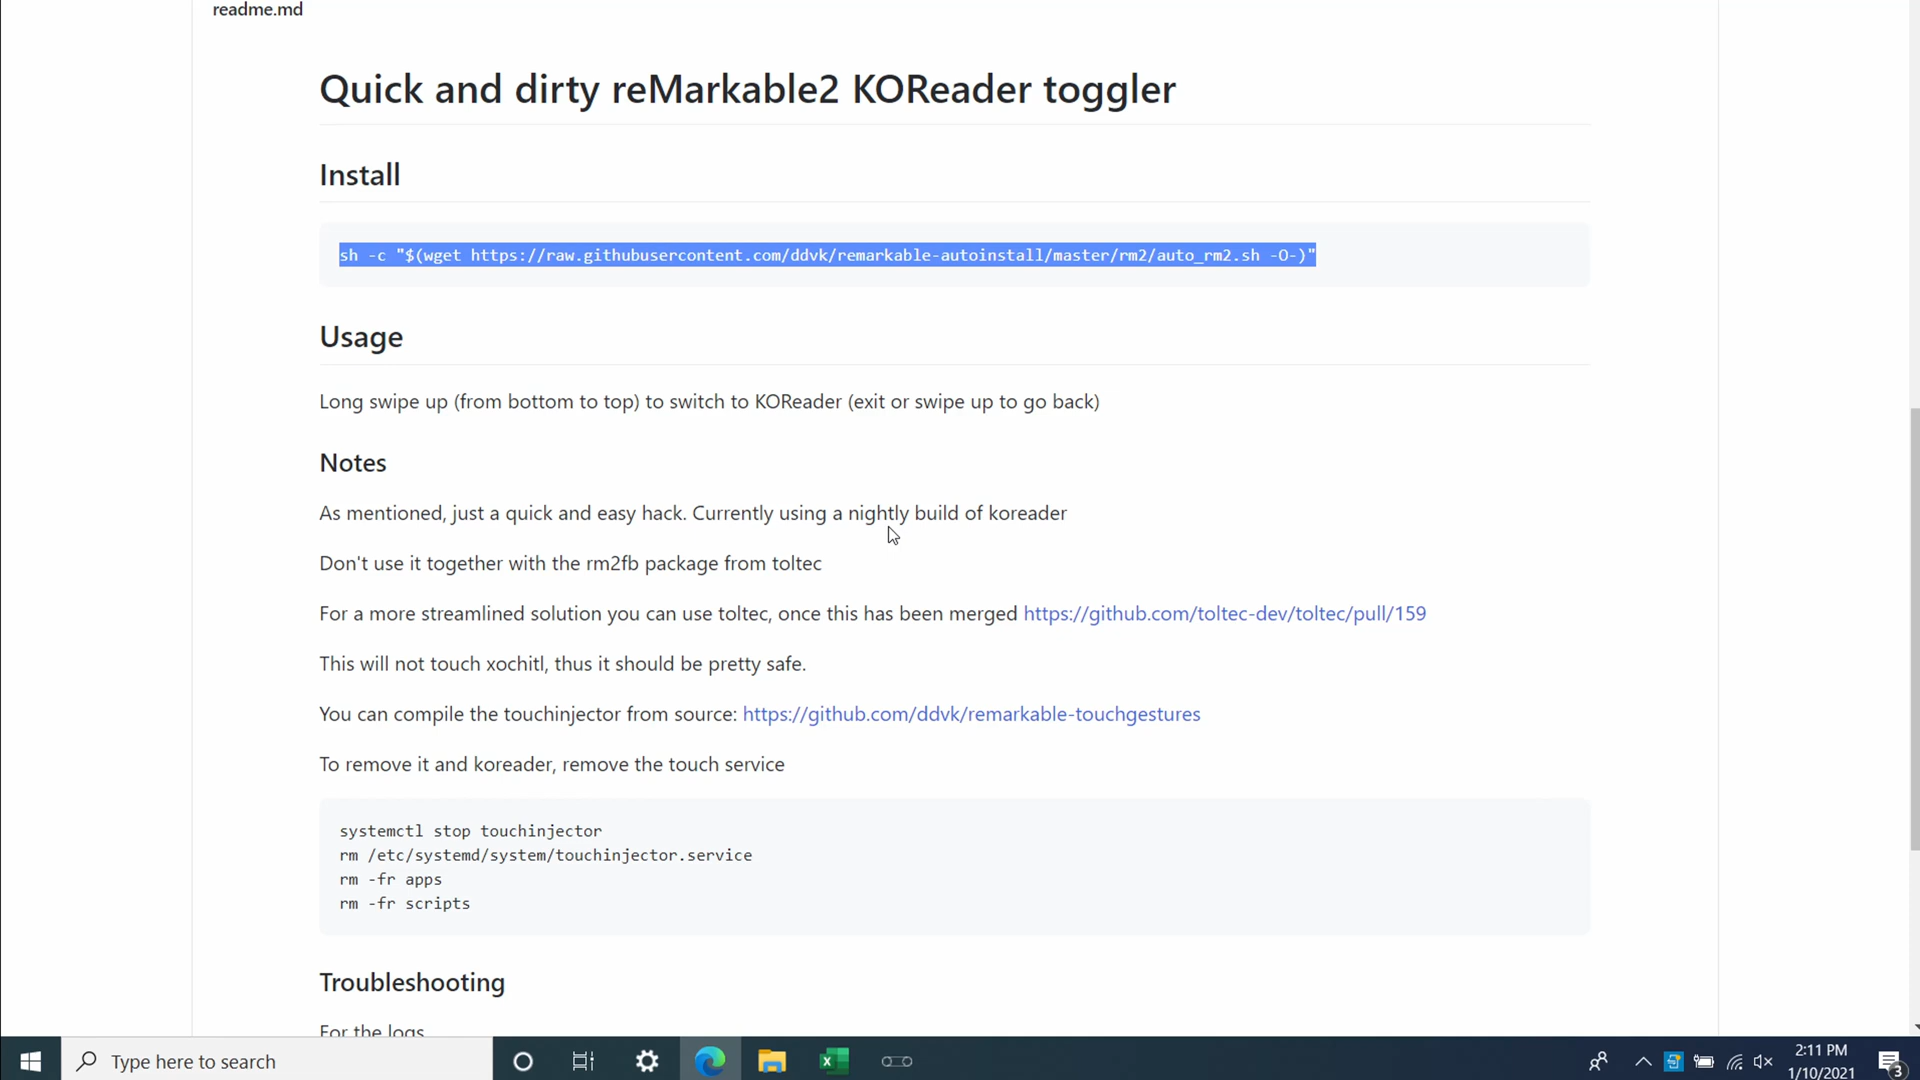 readme.md
Quick and dirty reMarkable2 KOReader toggler
Install
sh -c "$(wget https://raw.githubusercontent.com/ddvk/remarkable-autoinstall/master/rm2/auto_rm2.sh -O-)"
Usage
Long swipe up (from bottom to top) to switch to KOReader (exit or swipe up to go back)
Notes
As mentioned, just a quick and easy hack. Currently using a nightly build of koreader
Don't use it together with the rm2fb package from toltec
For a more streamlined solution you can use toltec, once this has been merged https://github.com/toltec-dev/toltec/pull/159
This will not touch xochitl, thus it should be pretty safe.
You can compile the touchinjector from source: https://github.com/ddvk/remarkable-touchgestures
To remove it and koreader, remove the touch service
systemctl stop touchinjector
rm /etc/systemd/system/touchinjector.service
rm -fr apps
rm -fr scripts
Troubleshooting
For the logs
Type here to search
2:11 PM
1/10/2021
3